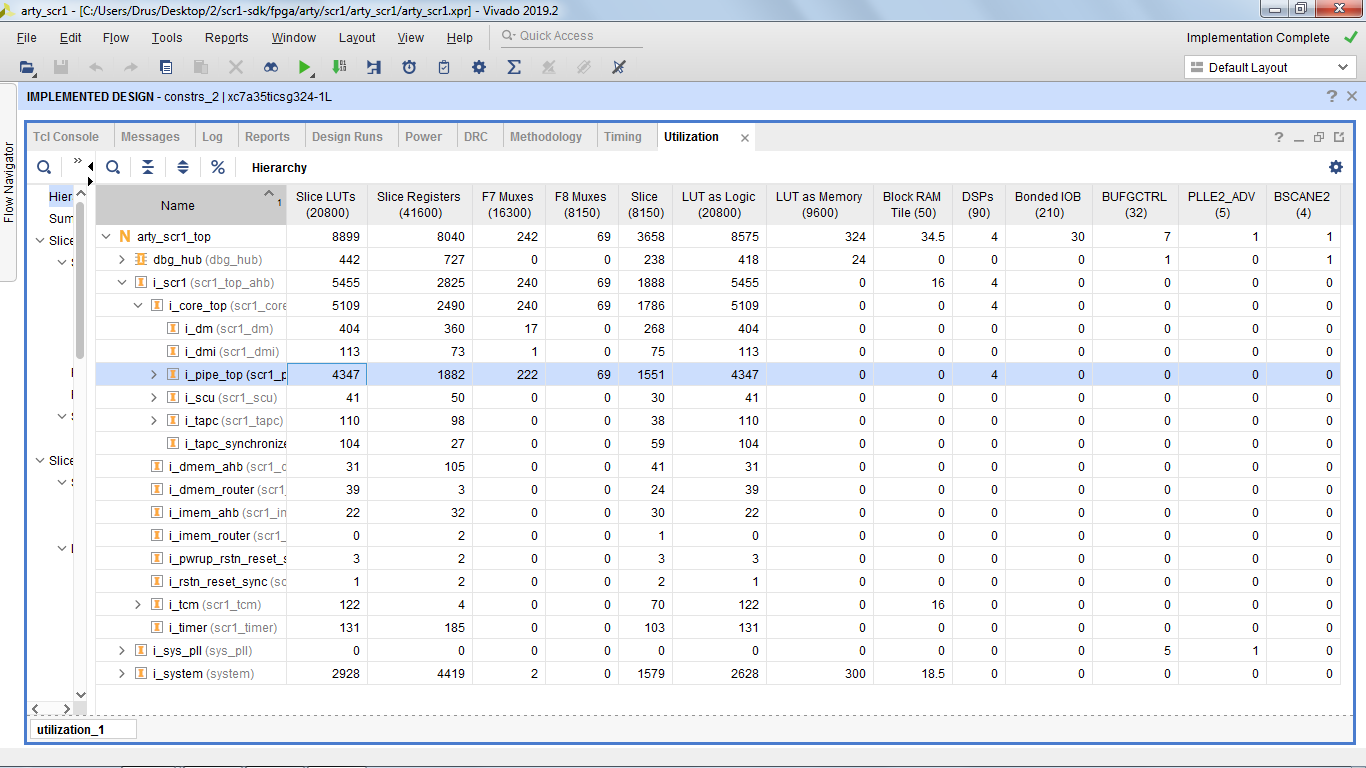 arty_scr1 - [C:/Users/Drus/Desktop/2/scr1-sdk/fpga/arty/scr1/arty_scr1/arty_scr1.xpr] - Vivado 2019.2
File Edit Flow Tools Reports Window Layout View Help Quick Access Implementation Complete
Default Layout
IMPLEMENTED DESIGN - constrs_2 | xc7a35ticsg324-1L
Flow Navigator
Tcl Console Messages Log Reports Design Runs Power DRC Methodology Timing Utilization
Hierarchy
Name 1 Slice LUTs (20800) Slice Registers (41600) F7 Muxes (16300) F8 Muxes (8150) Slice (8150) LUT as Logic (20800) LUT as Memory (9600) Block RAM Tile (50) DSPs (90) Bonded IOB (210) BUFGCTRL (32) PLLE2_ADV (5) BSCANE2 (4)
Hier
Sum
Slice
Slice
N arty_scr1_top 8899 8040 242 69 3658 8575 324 34.5 4 30 7 1 1
dbg_hub (dbg_hub) 442 727 0 0 238 418 24 0 0 0 1 0 1
i_scr1 (scr1_top_ahb) 5455 2825 240 69 1888 5455 0 16 4 0 0 0 0
i_core_top (scr1_core 5109 2490 240 69 1786 5109 0 0 4 0 0 0 0
i_dm (scr1_dm) 404 360 17 0 268 404 0 0 0 0 0 0 0
i_dmi (scr1_dmi) 113 73 1 0 75 113 0 0 0 0 0 0 0
i_pipe_top (scr1_p 4347 1882 222 69 1551 4347 0 0 4 0 0 0 0
i_scu (scr1_scu) 41 50 0 0 30 41 0 0 0 0 0 0 0
i_tapc (scr1_tapc) 110 98 0 0 38 110 0 0 0 0 0 0 0
i_tapc_synchronize 104 27 0 0 59 104 0 0 0 0 0 0 0
i_dmem_ahb (scr1_d 31 105 0 0 41 31 0 0 0 0 0 0 0
i_dmem_router (scr1_ 39 3 0 0 24 39 0 0 0 0 0 0 0
i_imem_ahb (scr1_im 22 32 0 0 30 22 0 0 0 0 0 0 0
i_imem_router (scr1_ 0 2 0 0 1 0 0 0 0 0 0 0 0
i_pwrup_rstn_reset_s 3 2 0 0 3 3 0 0 0 0 0 0 0
i_rstn_reset_sync (sc 1 2 0 0 2 1 0 0 0 0 0 0 0
i_tcm (scr1_tcm) 122 4 0 0 70 122 0 16 0 0 0 0 0
i_timer (scr1_timer) 131 185 0 0 103 131 0 0 0 0 0 0 0
i_sys_pll (sys_pll) 0 0 0 0 0 0 0 0 0 0 5 1 0
i_system (system) 2928 4419 2 0 1579 2628 300 18.5 0 0 0 0 0
utilization_1